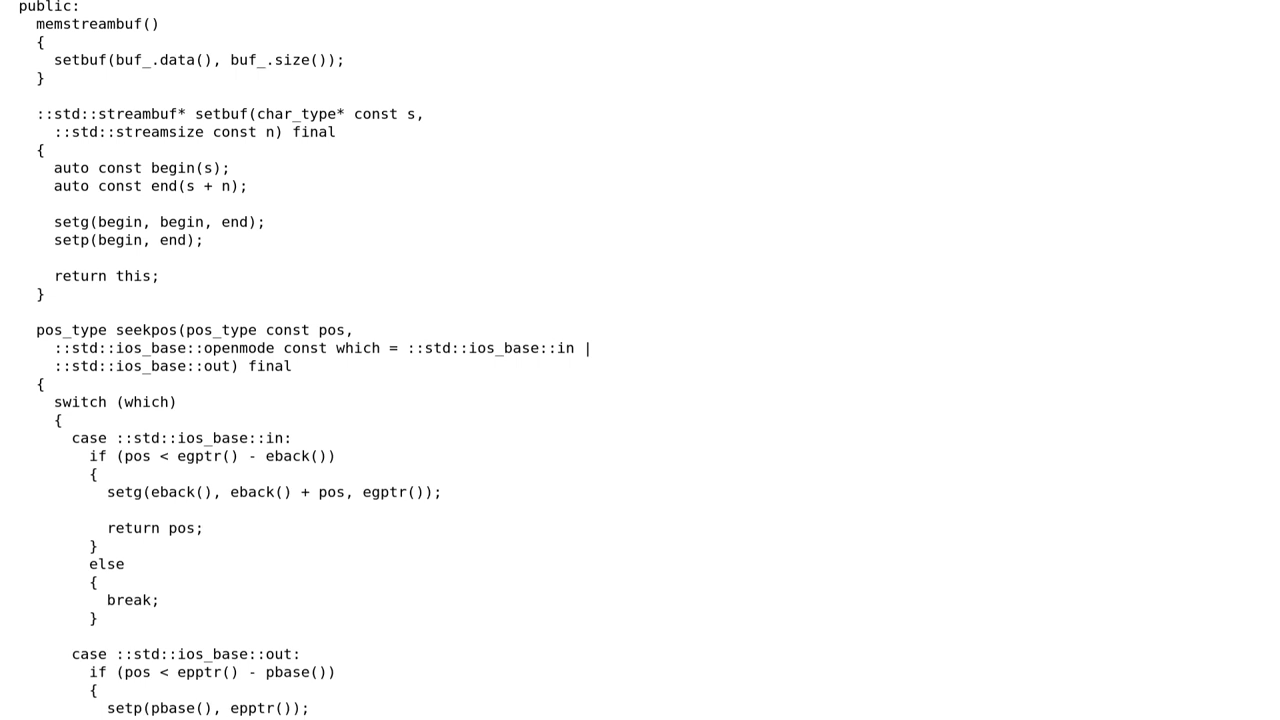 public:
  memstreambuf()
  {
    setbuf(buf_.data(), buf_.size());
  }

  ::std::streambuf* setbuf(char_type* const s,
    ::std::streamsize const n) final
  {
    auto const begin(s);
    auto const end(s + n);

    setg(begin, begin, end);
    setp(begin, end);

    return this;
  }

  pos_type seekpos(pos_type const pos,
    ::std::ios_base::openmode const which = ::std::ios_base::in |
    ::std::ios_base::out) final
  {
    switch (which)
    {
      case ::std::ios_base::in:
        if (pos < egptr() - eback())
        {
          setg(eback(), eback() + pos, egptr());

          return pos;
        }
        else
        {
          break;
        }

      case ::std::ios_base::out:
        if (pos < epptr() - pbase())
        {
          setp(pbase(), epptr());